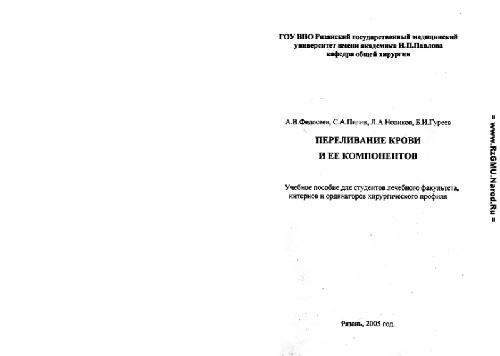 ГОУ ВПО Рязанский государственный медицинский
университет имени академика И.П.Павлова
кафедра общей хирургии
А.В.Федосеев, С.А. Л.А.Новиков, Б.И.Гуреев
ПЕРЕЛИВАНИЕ КРОВИ
И ЕЕ КОМПОНЕНТОВ
Учебное пособие для студентов лечебного факультета,
интернов и ординаторов хирургического профиля
Рязань, 2005 год.
= www.RzGMU.Narod.Ru =